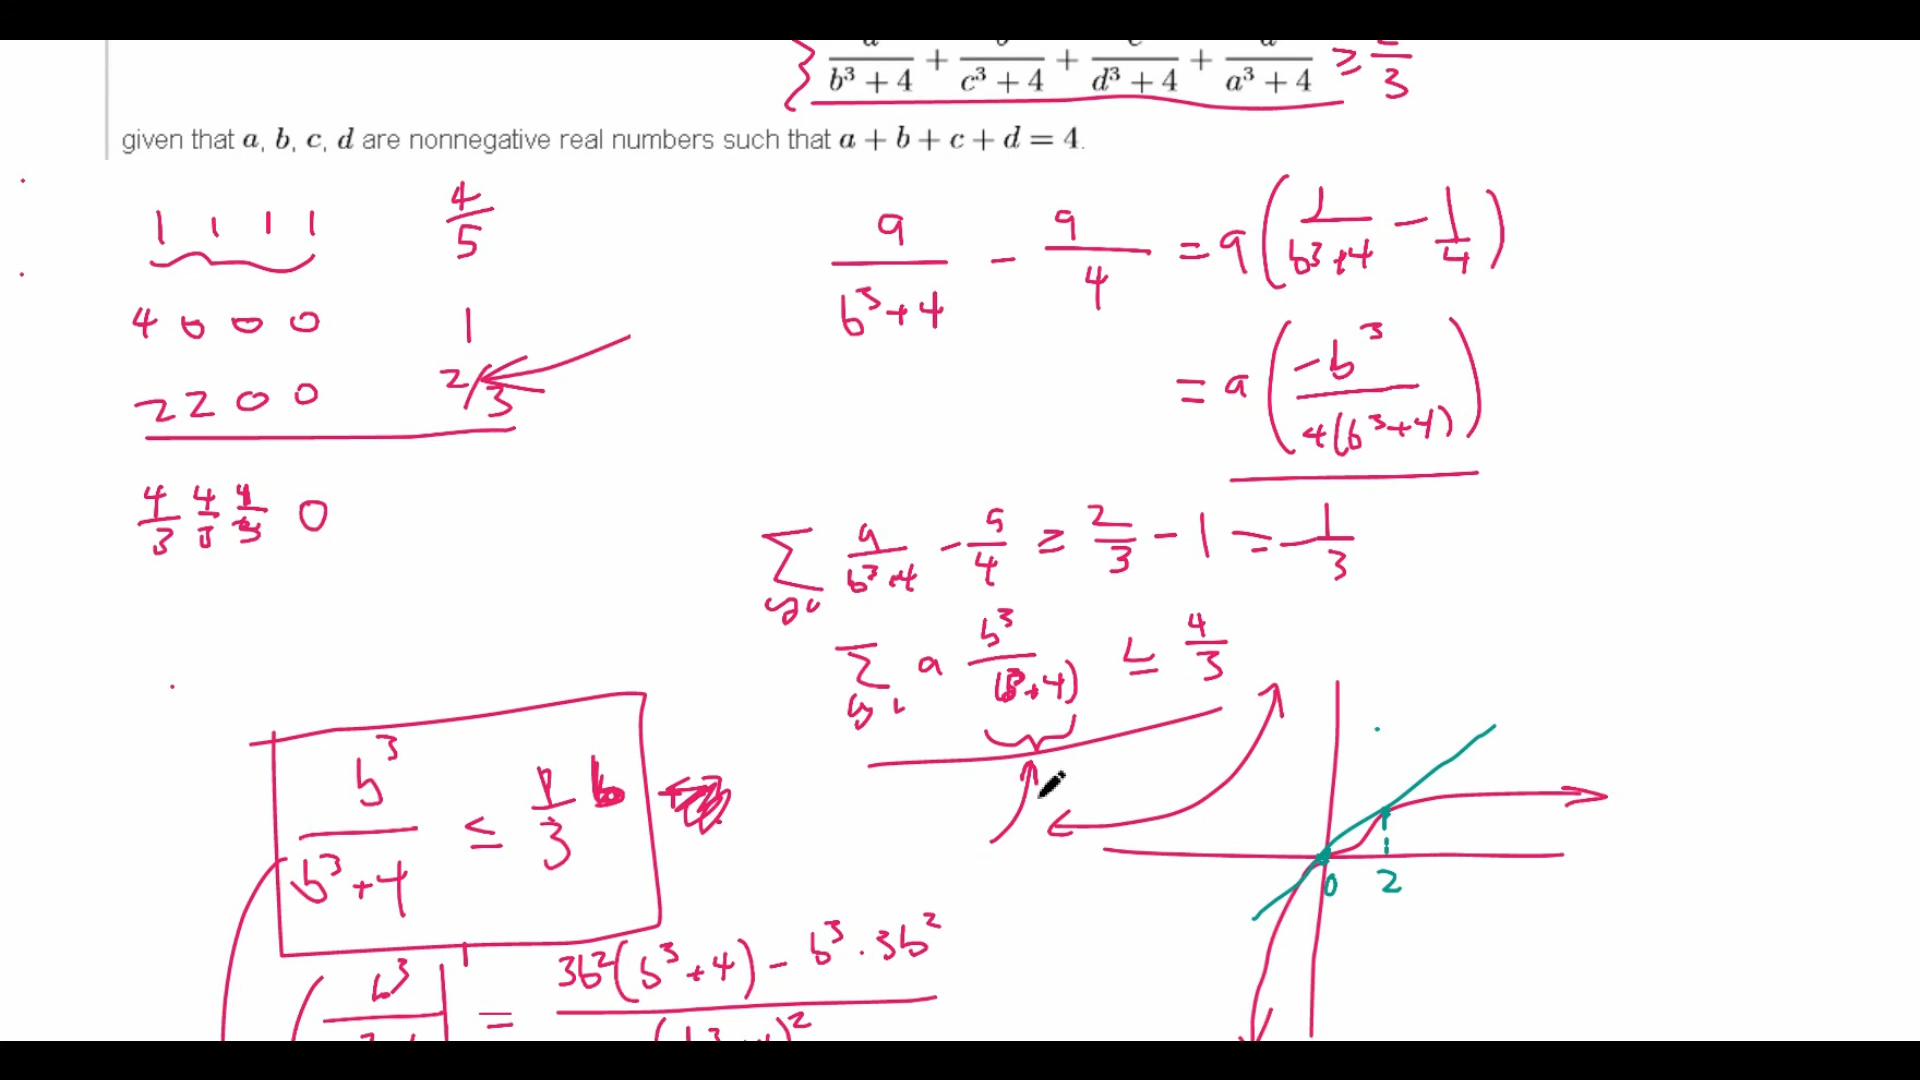 a/(b³ + 4) + b/(c³ + 4) + c/(d³ + 4) + a³ + 4 ≥ 2/3
given that a, b, c, d are nonnegative real numbers such that a + b + c + d = 4.
1 1 1 1 4/5
4 0 0 0 1
2 2 0 0 2/3
4/3 4/3 4/3 0
a/(b³+4) - a/4 = a(1/(b³+4) - 1/4)
= a(-b³/(4(b³+4)))
∑cyc a/(b³+4) - a/4 ≥ 2/3 - 1 = -1/3
∑cyc a b³/(b³+4) ≤ 4/3
b³/(b³+4) ≤ 1/3 b
0 2
= (3b²(b³+4) - b³·3b²)/